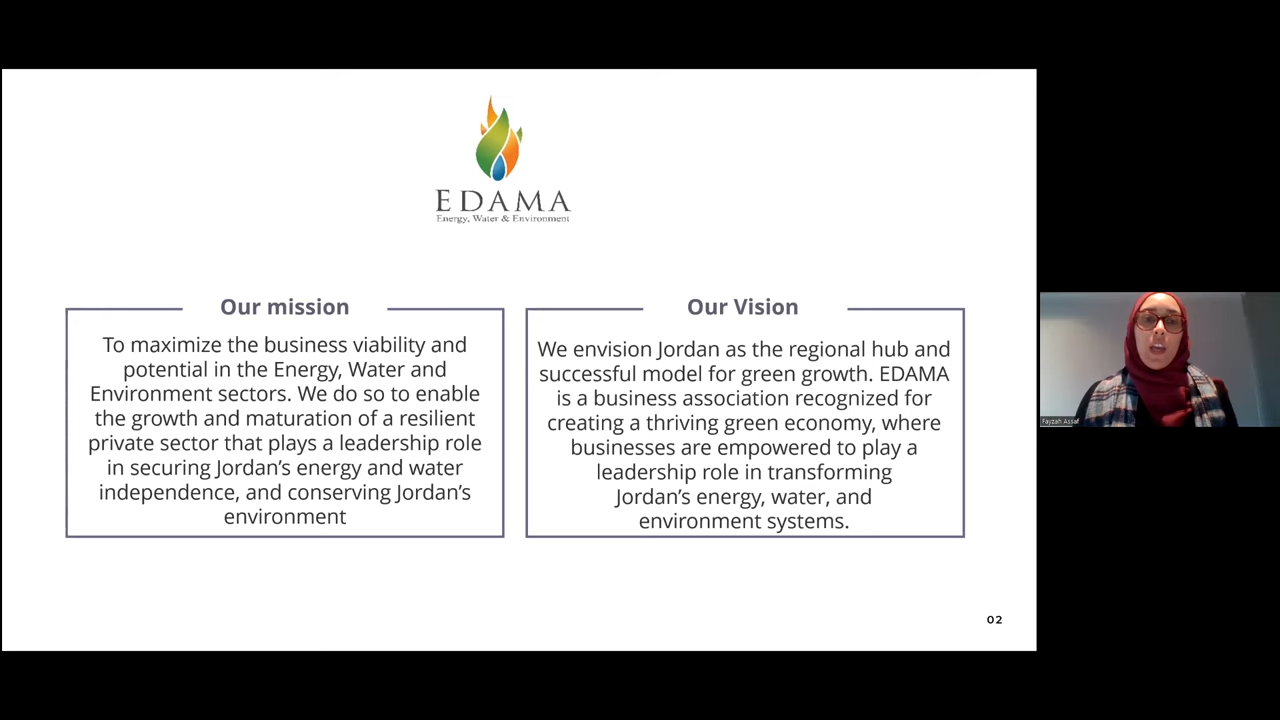 EDAMA
Energy, Water & Environment
Our mission
To maximize the business viability and
potential in the Energy, Water and
Environment sectors. We do so to enable
the growth and maturation of a resilient
private sector that plays a leadership role
in securing Jordan’s energy and water
independence, and conserving Jordan’s
environment
Our Vision
We envision Jordan as the regional hub and
successful model for green growth. EDAMA
is a business association recognized for
creating a thriving green economy, where
businesses are empowered to play a
leadership role in transforming
Jordan’s energy, water, and
environment systems.
02
Fayzah Assaf